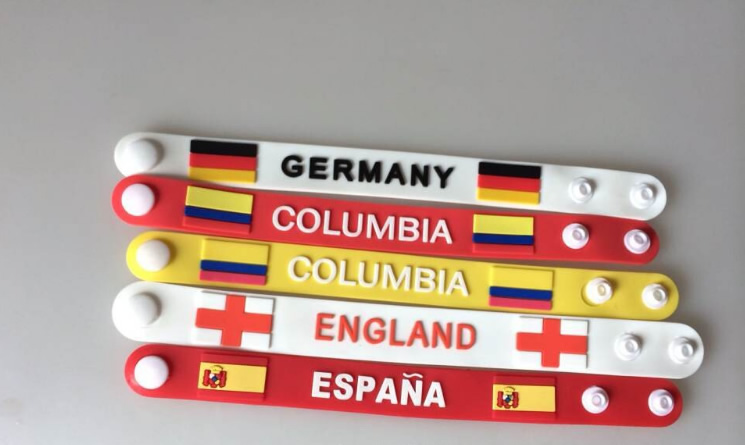 GERMANY
COLUMBIA
COLUMBIA
ENGLAND
ESPAÑA